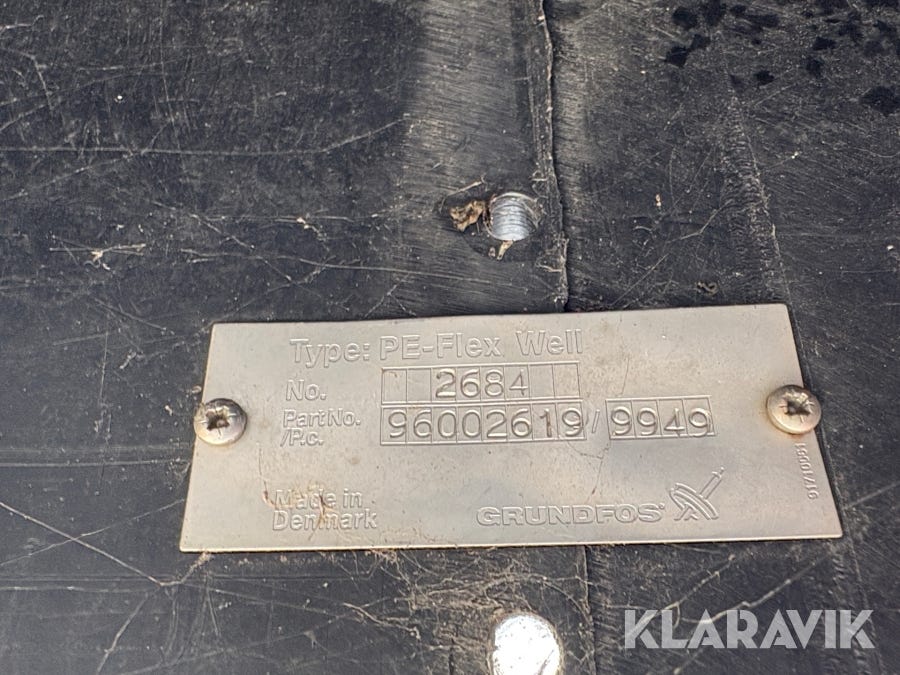 Type: PE-Flex Well
No. 2684
Part No. 96002619 / 9949
/P.c.
Made in
Denmark
GRUNDFOS
KLARAVIK